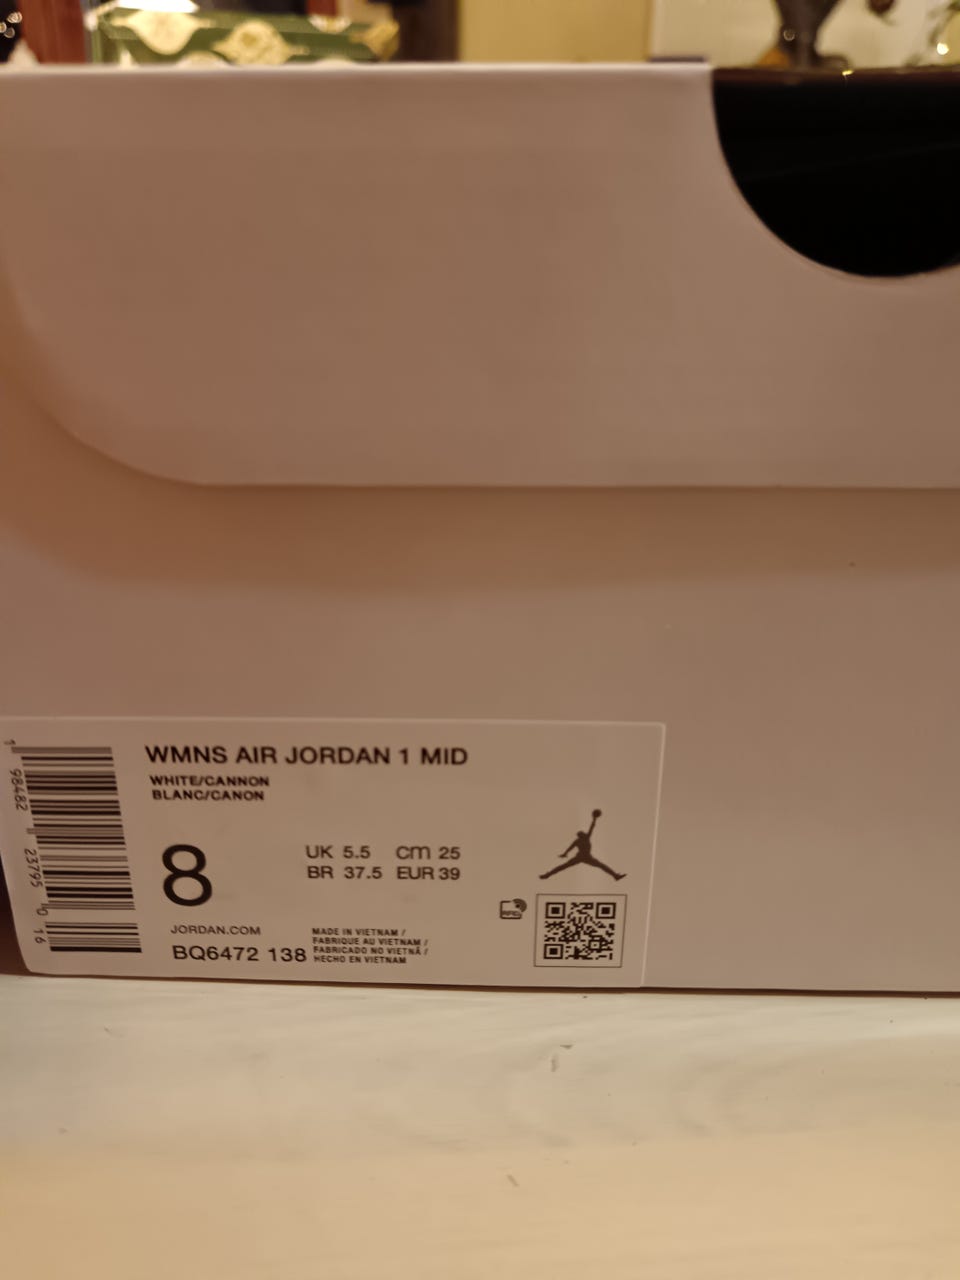 WMNS AIR JORDAN 1 MID
WHITE/CANNON
BLANC/CANON
8
UK 5.5 cm 25
BR 37.5 EUR 39
JORDAN.COM
BQ6472 138
MADE IN VIETNAM /
FABRIQUE AU VIETNAM /
FABRICADO NO VIETNÃ /
HECHO EN VIETNAM
RFID
1 98482 23795 0 16